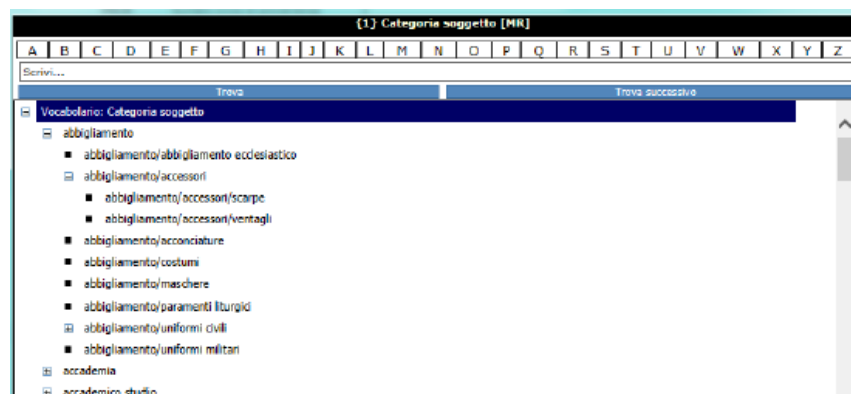 {1} Categoria soggetto [MR]
A B C D E F G H I J K L M N O P Q R S T U V W X Y Z
Scrivi...
Trova Trova successivo
Vocabolario: Categoria soggetto
abbigliamento
abbigliamento/abbigliamento ecclesiastico
abbigliamento/accessori
abbigliamento/accessori/scarpe
abbigliamento/accessori/ventagli
abbigliamento/acconciature
abbigliamento/costumi
abbigliamento/maschere
abbigliamento/paramenti liturgici
abbigliamento/uniformi civili
abbigliamento/uniformi militari
accademia
accademico studio